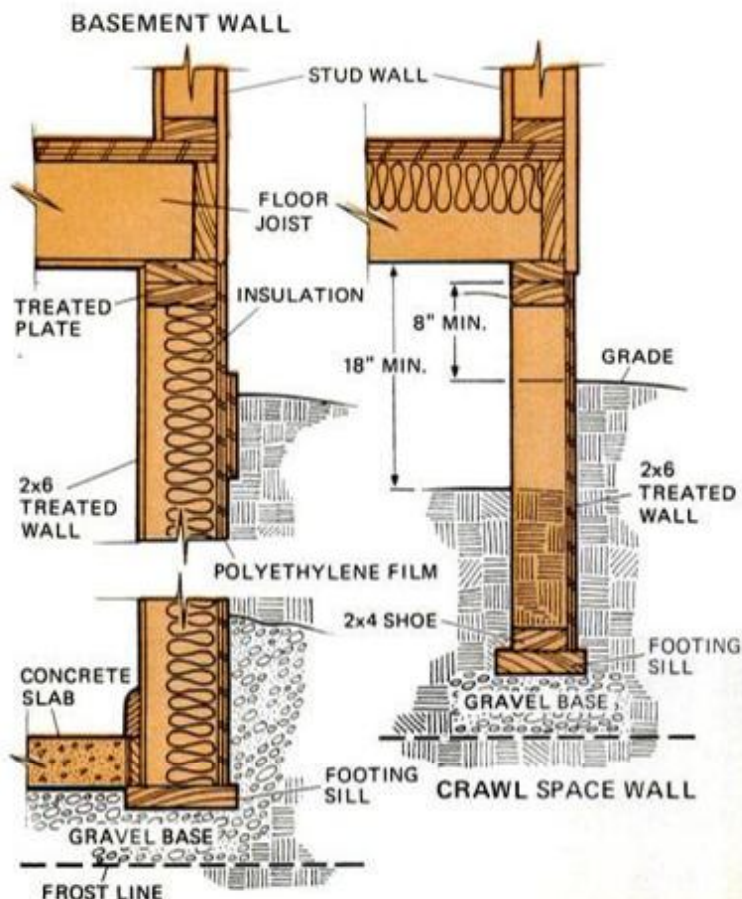 BASEMENT WALL
STUD WALL
FLOOR
JOIST
TREATED
PLATE
INSULATION
8" MIN.
18" MIN.
GRADE
2x6
TREATED
WALL
2x6
TREATED
WALL
POLYETHYLENE FILM
2x4 SHOE
FOOTING
SILL
CONCRETE
SLAB
GRAVEL BASE
FOOTING
SILL
CRAWL SPACE WALL
GRAVEL BASE
FROST LINE